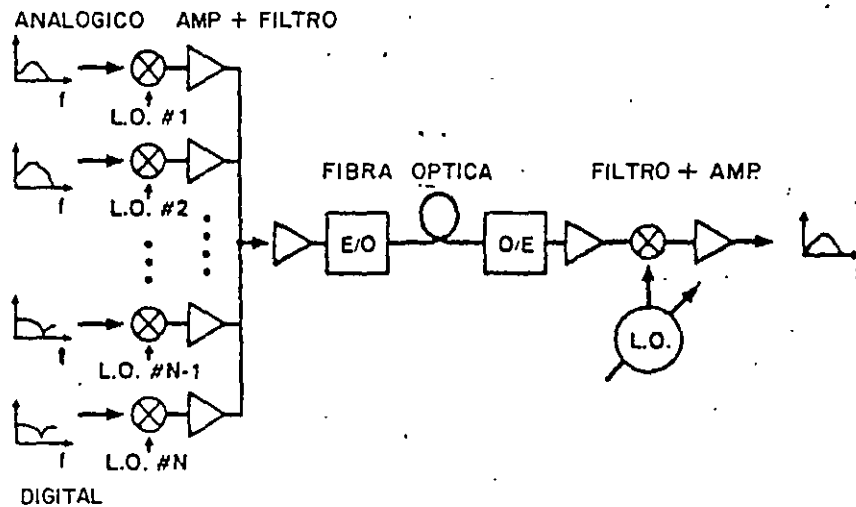 ANALOGICO AMP + FILTRO
f
L.O. #1
f
L.O. #2
FIBRA OPTICA
FILTRO + AMP.
E/O
O/E
L.O.
f
L.O. #N-1
f
L.O. #N
DIGITAL